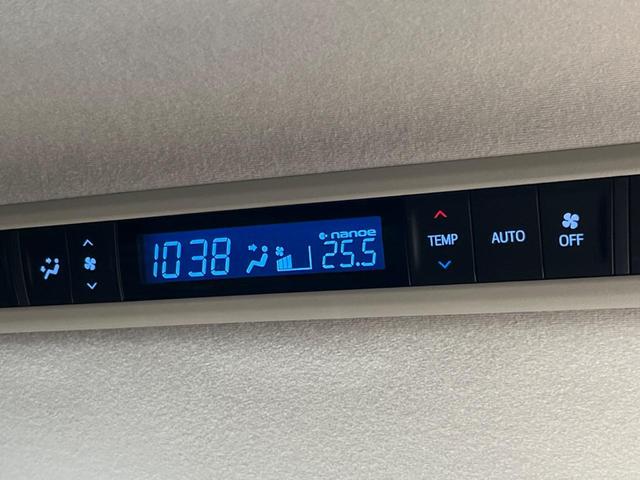 1038
nanoe
25.5
TEMP
AUTO
OFF